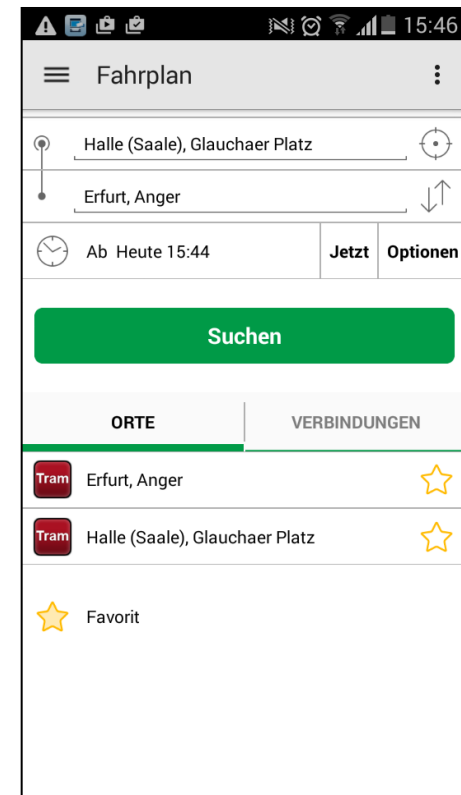 15:46
Fahrplan
Halle (Saale), Glauchaer Platz
Erfurt, Anger
Ab Heute 15:44
Jetzt
Optionen
Suchen
ORTE
VERBINDUNGEN
Tram Erfurt, Anger
Tram Halle (Saale), Glauchaer Platz
Favorit